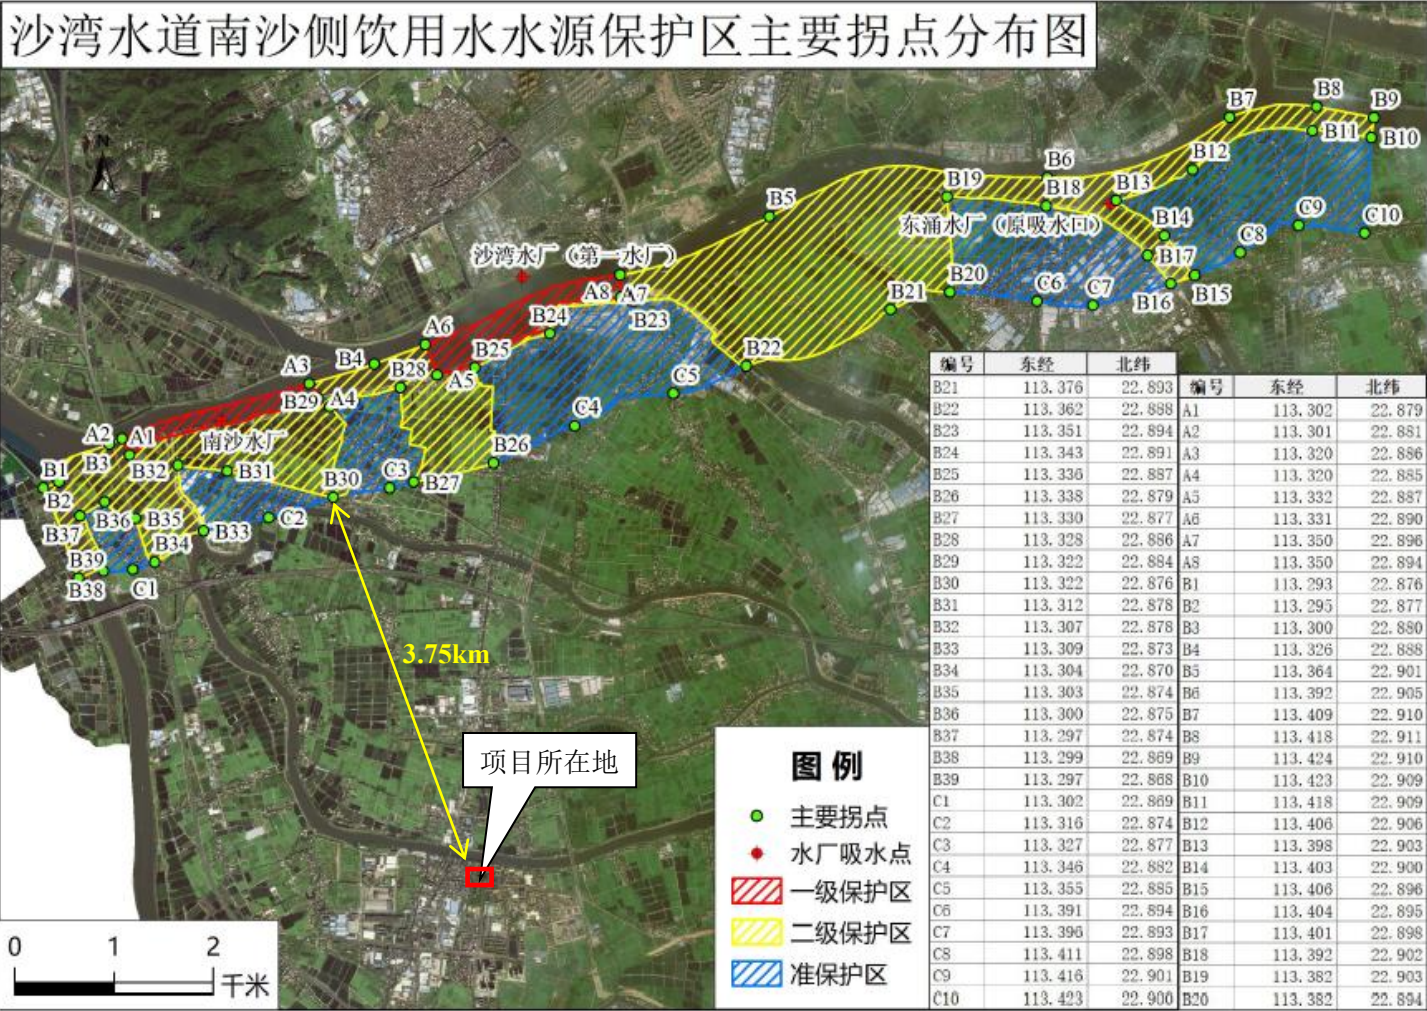 沙湾水道南沙侧饮用水水源保护区主要拐点分布图
N
B7
B8
B9
B11
B10
B12
B6
B19
B18
B13
B5
东涌水厂（原吸水口）
B14
C9
C10
C8
沙湾水厂（第一水厂）
B17
B20
A8
A7
C6
C7
B16
B15
B21
B24
B23
A6
B4
B25
B22
A3
B28
A5
C5
B29
A4
C4
A2
A1
南沙水厂
B3
B32
B31
B26
B1
B30
C3
B27
B2
B36
B35
C2
B37
B33
B34
B39
B38
C1
3.75km
项目所在地
图例
主要拐点
水厂吸水点
一级保护区
二级保护区
准保护区
0 1 2
千米
编号 东经 北纬
B21 113.376 22.893
B22 113.362 22.888
B23 113.351 22.894
B24 113.343 22.891
B25 113.336 22.887
B26 113.338 22.879
B27 113.330 22.877
B28 113.328 22.886
B29 113.322 22.884
B30 113.322 22.876
B31 113.312 22.878
B32 113.307 22.878
B33 113.309 22.873
B34 113.304 22.870
B35 113.303 22.874
B36 113.300 22.875
B37 113.297 22.874
B38 113.299 22.869
B39 113.297 22.868
C1 113.302 22.869
C2 113.316 22.874
C3 113.327 22.877
C4 113.346 22.882
C5 113.355 22.885
C6 113.391 22.894
C7 113.396 22.893
C8 113.411 22.898
C9 113.416 22.901
C10 113.423 22.900
编号 东经 北纬
A1 113.302 22.879
A2 113.301 22.881
A3 113.320 22.886
A4 113.320 22.885
A5 113.332 22.887
A6 113.331 22.890
A7 113.350 22.896
A8 113.350 22.894
B1 113.293 22.876
B2 113.295 22.877
B3 113.300 22.880
B4 113.326 22.888
B5 113.364 22.901
B6 113.392 22.905
B7 113.409 22.910
B8 113.418 22.911
B9 113.424 22.910
B10 113.423 22.909
B11 113.418 22.909
B12 113.406 22.906
B13 113.398 22.903
B14 113.403 22.900
B15 113.406 22.896
B16 113.404 22.895
B17 113.401 22.898
B18 113.392 22.902
B19 113.382 22.903
B20 113.382 22.894